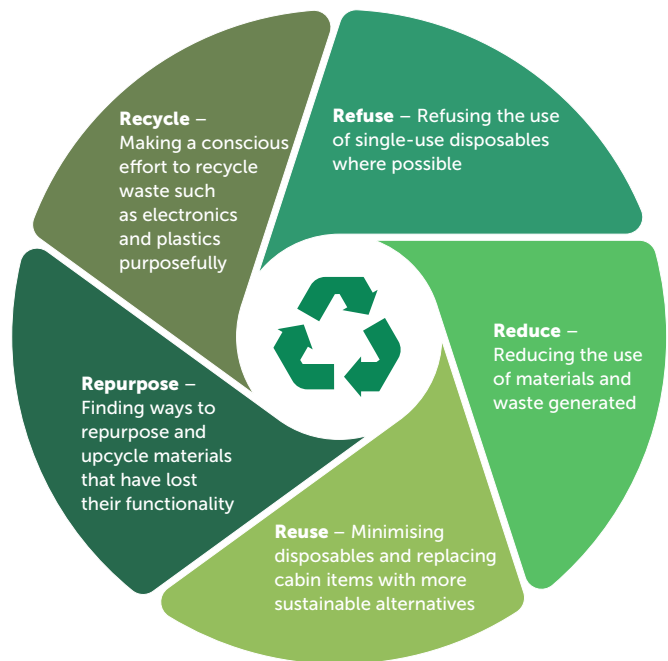 Refuse – Refusing the use
of single-use disposables
where possible
Reduce –
Reducing the use
of materials and
waste generated
Reuse – Minimising
disposables and replacing
cabin items with more
sustainable alternatives
Repurpose –
Finding ways to
repurpose and
upcycle materials
that have lost
their functionality
Recycle –
Making a conscious
effort to recycle
waste such
as electronics
and plastics
purposefully